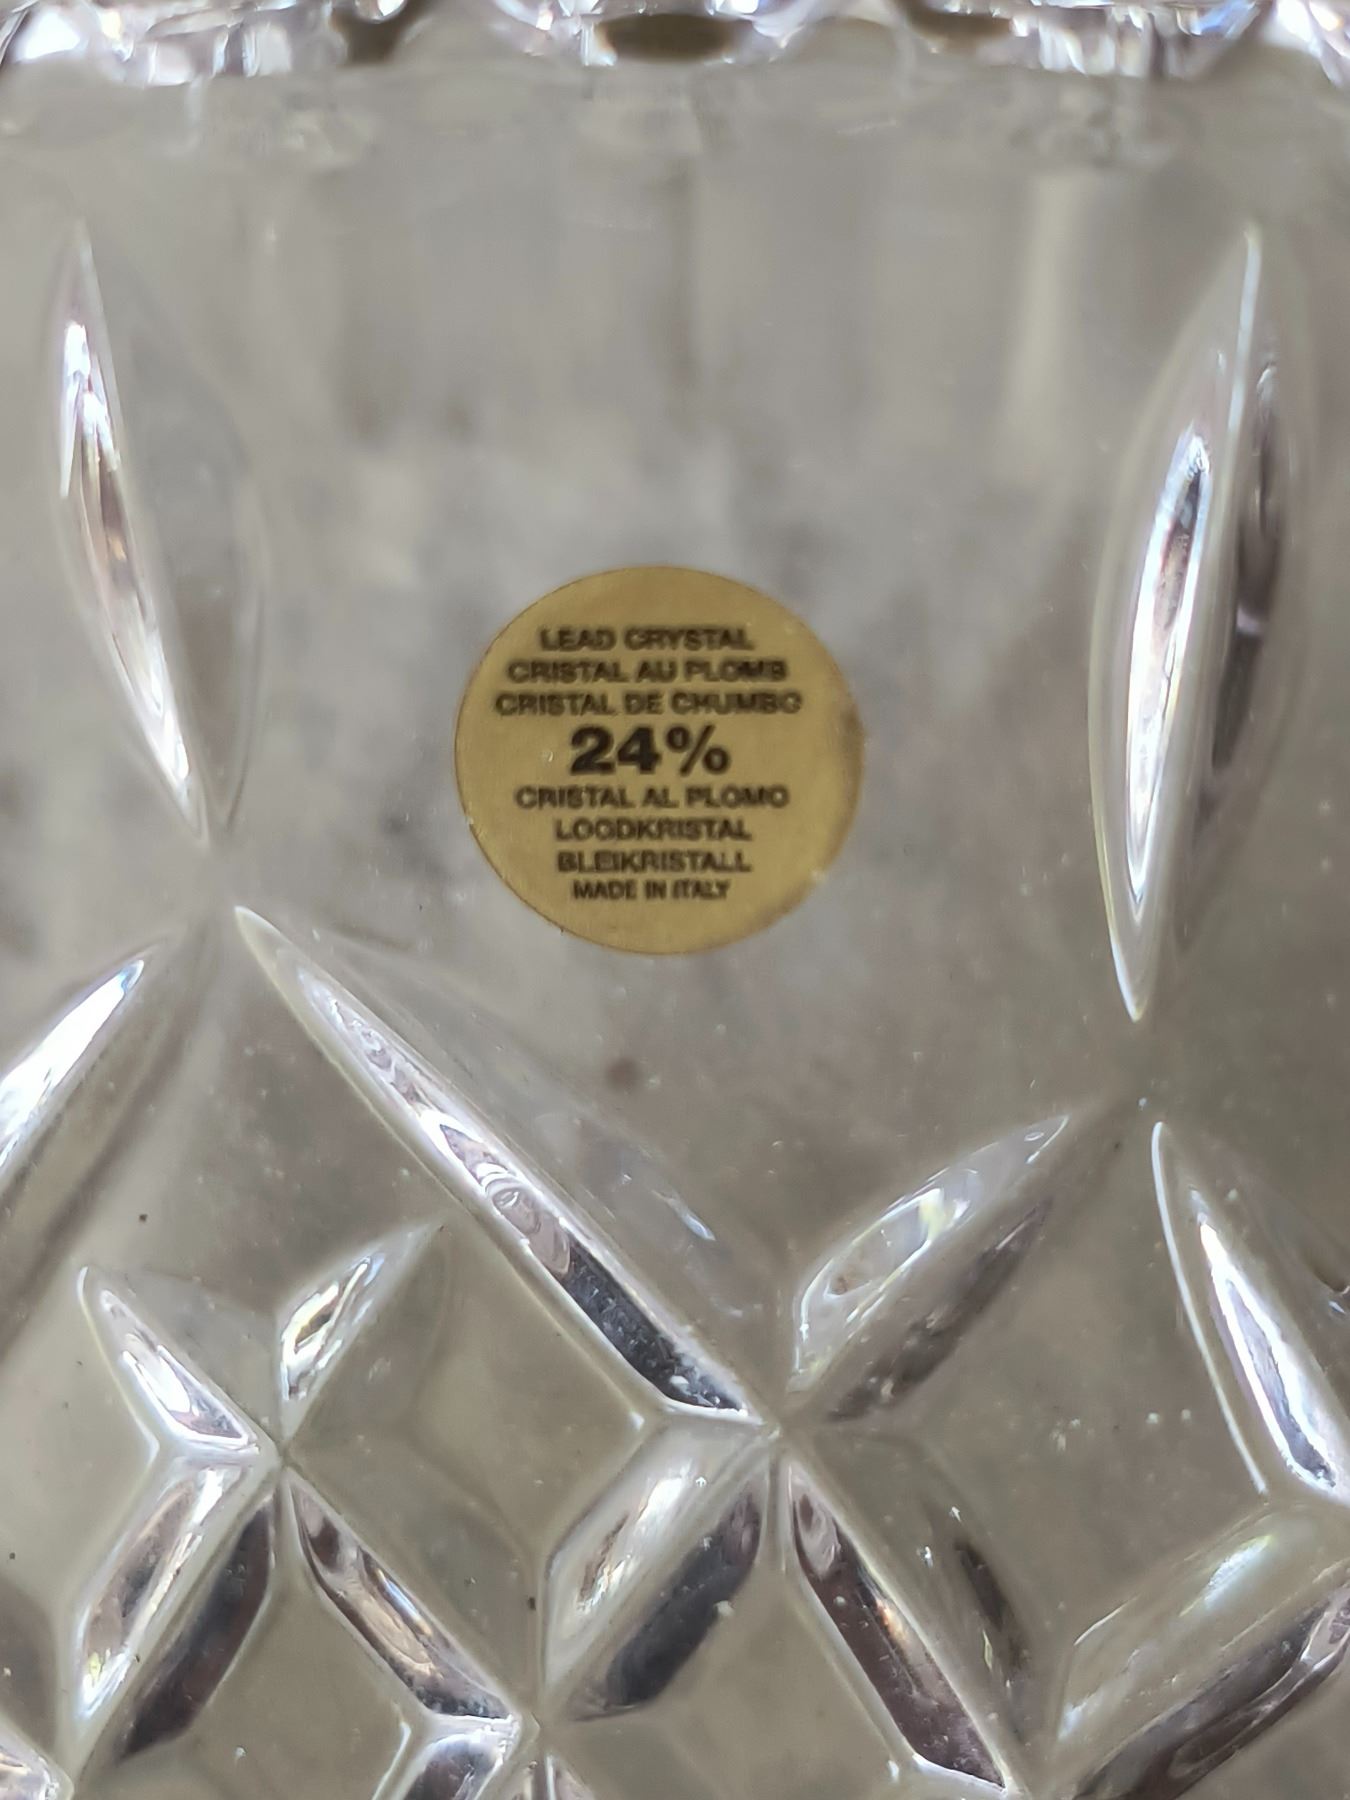 LEAD CRYSTAL
CRISTAL AU PLOMB
CRISTAL DE CHUMBO
24%
CRISTAL AL PLOMO
LOODKRISTAL
BLEIKRISTALL
MADE IN ITALY